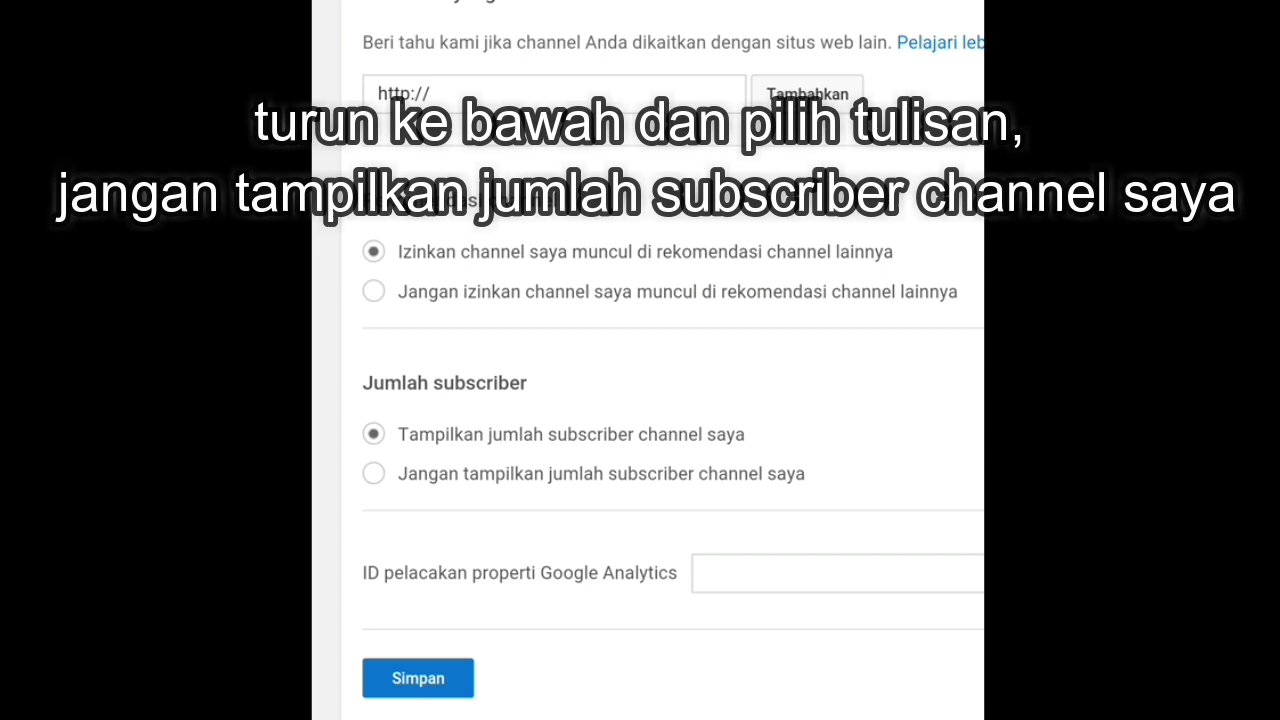 Beri tahu kami jika channel Anda dikaitkan dengan situs web lain. Pelajari leb
http://
Tambahkan
turun ke bawah dan pilih tulisan,
jangan tampilkan jumlah subscriber channel saya
Izinkan channel saya muncul di rekomendasi channel lainnya
Jangan izinkan channel saya muncul di rekomendasi channel lainnya
Jumlah subscriber
Tampilkan jumlah subscriber channel saya
Jangan tampilkan jumlah subscriber channel saya
ID pelacakan properti Google Analytics
Simpan